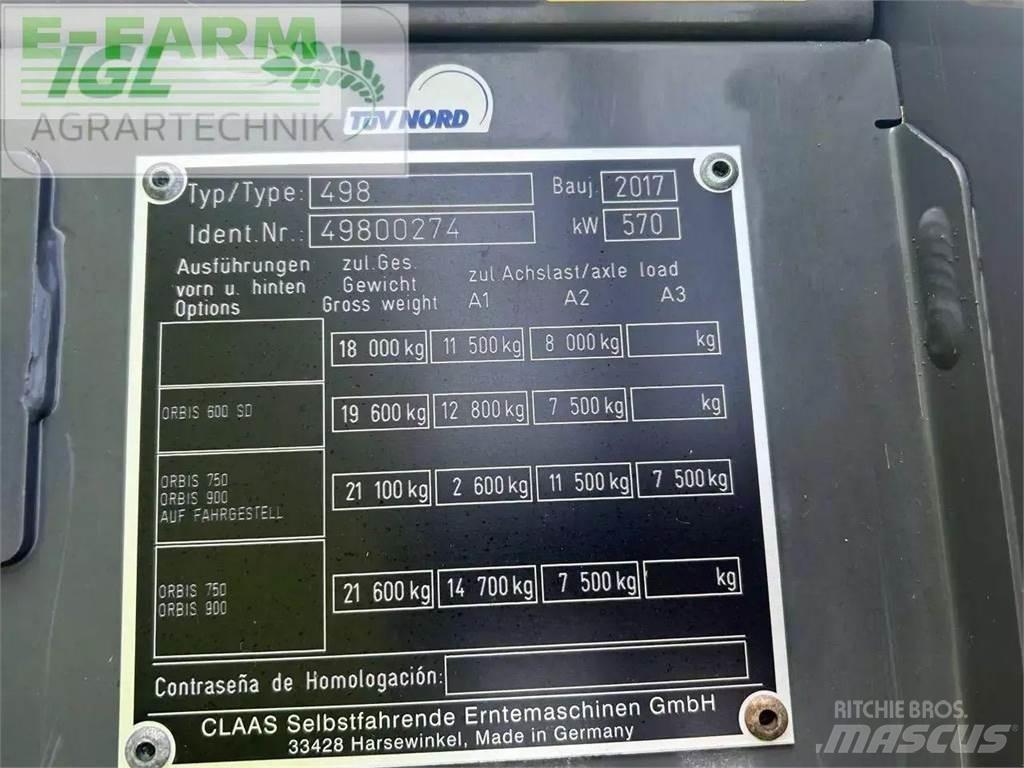 E-FARM
IGL
AGRARTECHNIK
TÜV NORD
Typ/Type: 498 Bauj. 2017
Ident.Nr.: 49800274 kW 570
Ausführungen zul.Ges. zul.Achslast/axle load
vorn u. hinten Gewicht
Options Gross weight A1 A2 A3
18 000 kg 11 500 kg 8 000 kg kg
ORBIS 600 SD 19 600 kg 12 800 kg 7 500 kg kg
ORBIS 750
ORBIS 900 21 100 kg 2 600 kg 11 500 kg 7 500 kg
AUF FAHRGESTELL
ORBIS 750 21 600 kg 14 700 kg 7 500 kg kg
ORBIS 900
Contraseña de Homologación:
CLAAS Selbstfahrende Erntemaschinen GmbH
33428 Harsewinkel, Made in Germany
RITCHIE BROS.
MASCUS